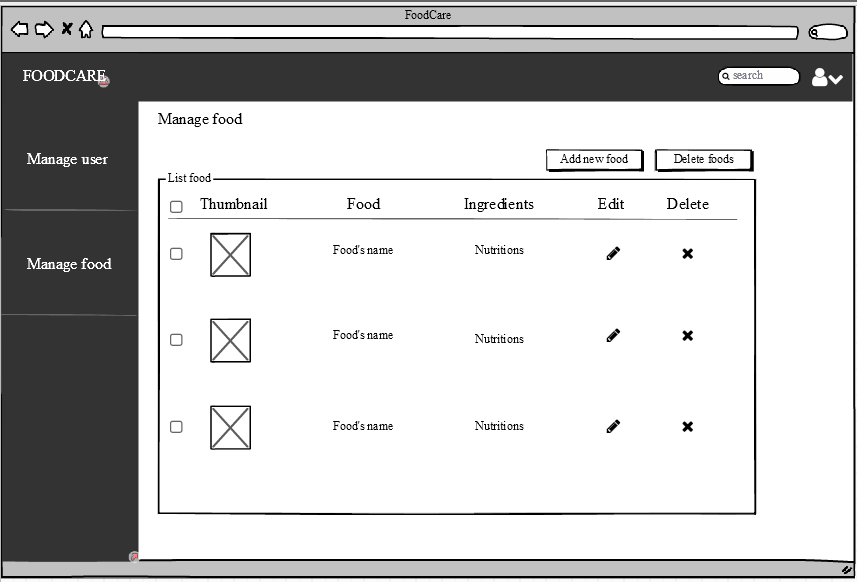 FoodCare
FOODCARE
search
Manage user
Manage food
Manage food
Add new food
Delete foods
List food
Thumbnail Food Ingredients Edit Delete
Food's name Nutritions
Food's name Nutritions
Food's name Nutritions